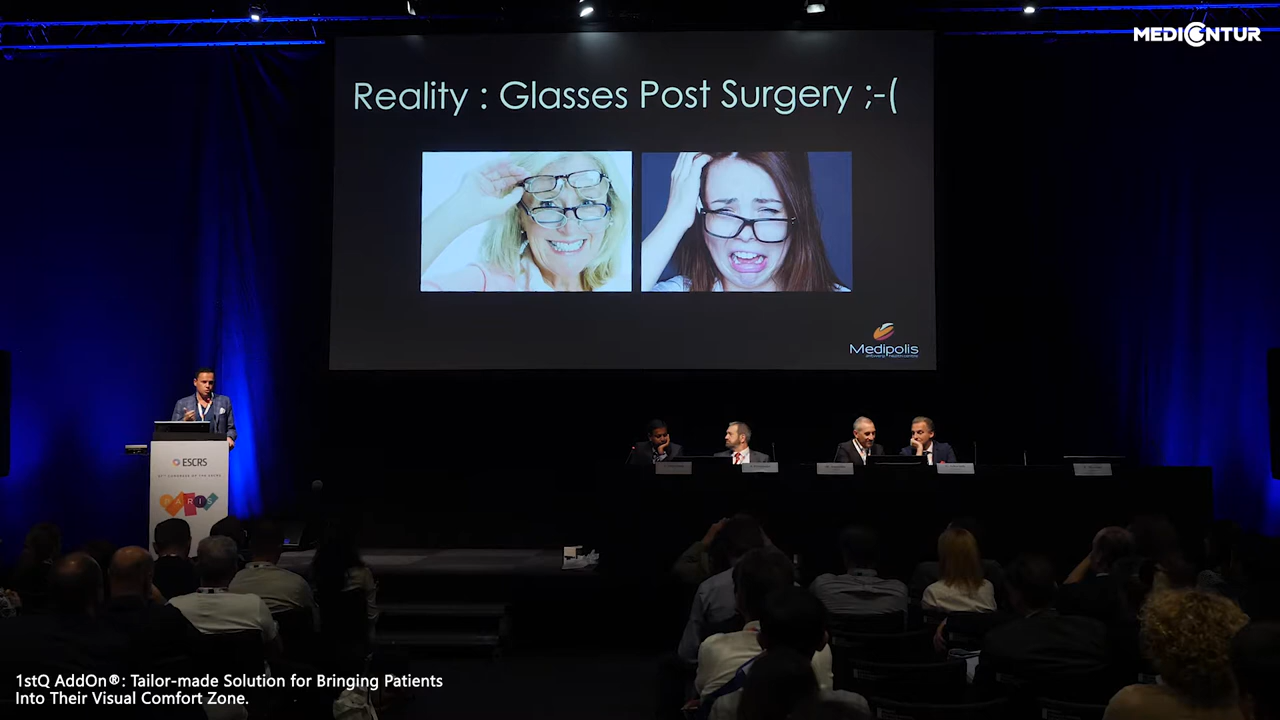 MEDICONTUR
Reality : Glasses Post Surgery ;-(
Medipolis
ESCRS
PARIS
1stQ AddOn®: Tailor-made Solution for Bringing Patients
Into Their Visual Comfort Zone.